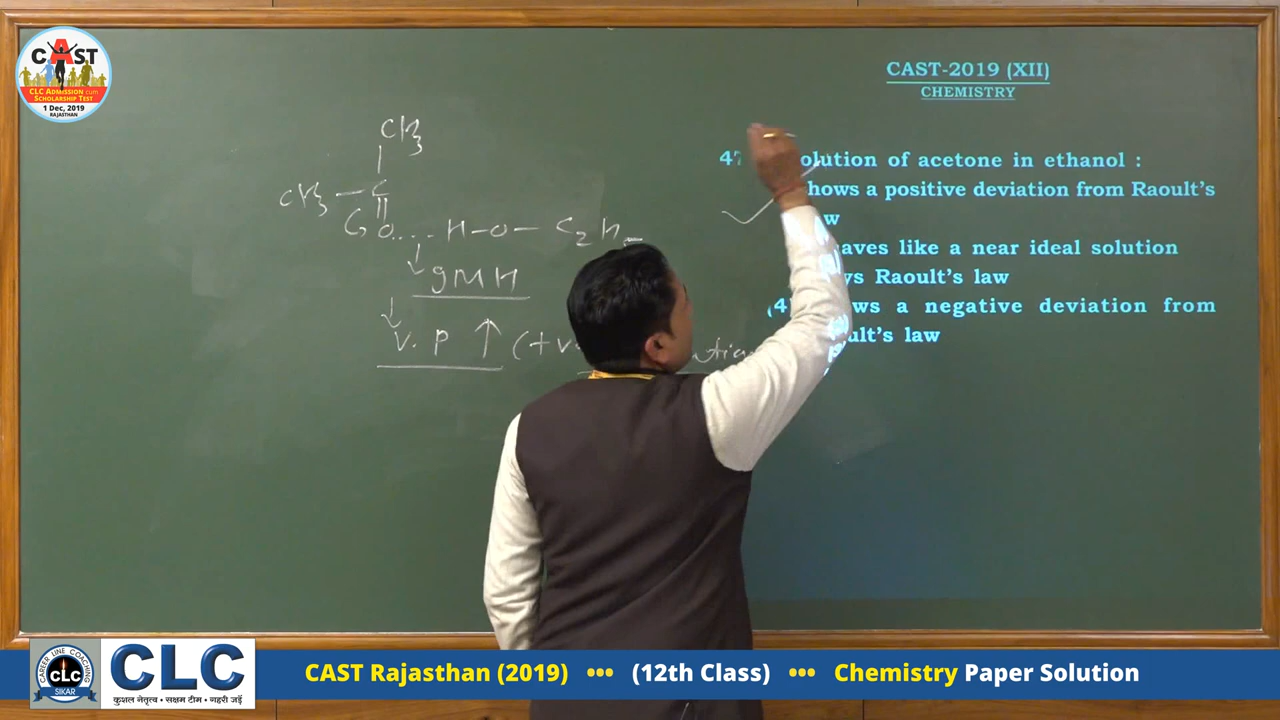 CAST
CLC ADMISSION cum
SCHOLARSHIP TEST
1 Dec, 2019
RAJASTHAN
CAST-2019 (XII)
CHEMISTRY
olution of acetone in ethanol :
hows a positive deviation from Raoult's
w
aves like a near ideal solution
ys Raoult's law
(4 ws a negative deviation from
ult's law
CH3
CH3 — C
O.... H-O- C2H5
V. P ↑ (+v
CAREER LINE COACHING
CLC
SIKAR
CLC
कुशल नेतृत्व • सक्षम टीम • गहरी जड़ें
CAST Rajasthan (2019) ••• (12th Class) ••• Chemistry Paper Solution